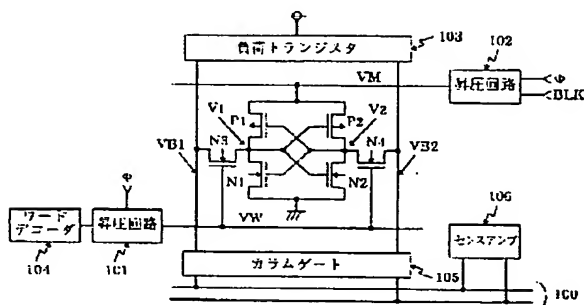 負荷トランジスタ
103
102
VM
昇圧回路
Φ
BLK
V1
P1
P2
V2
VB1
N3
N4
VB2
N1
N2
Φ
106
ワード
デコーダ
昇圧回路
VW
センスアンプ
104
101
カラムゲート
105
100